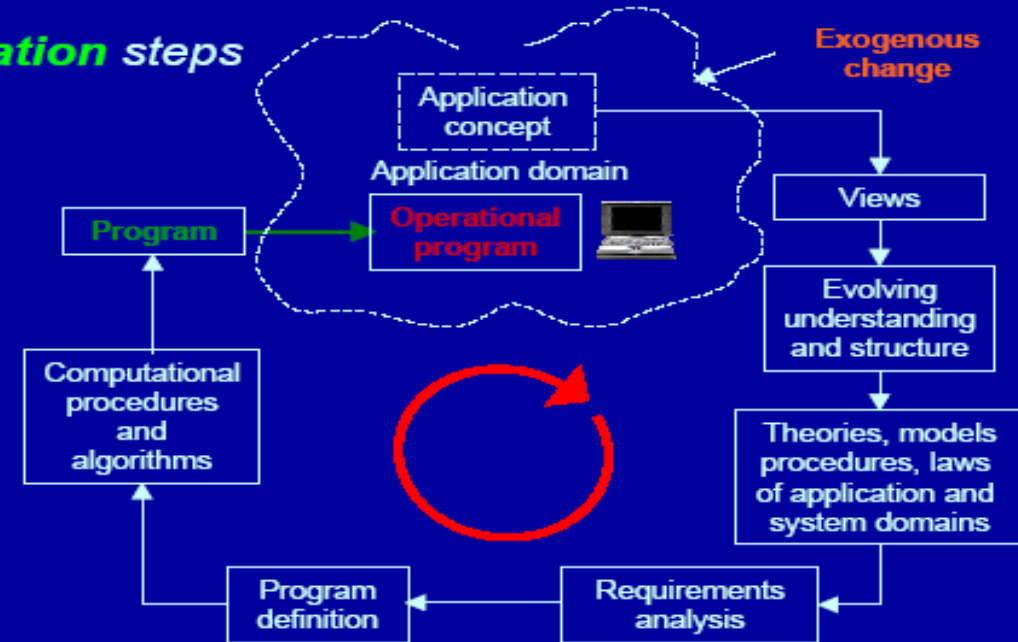 ation steps
Exogenous
change
Application
concept
Application domain
Operational
program
Program
Views
Evolving
understanding
and structure
Computational
procedures
and
algorithms
Theories, models
procedures, laws
of application and
system domains
Program
definition
Requirements
analysis